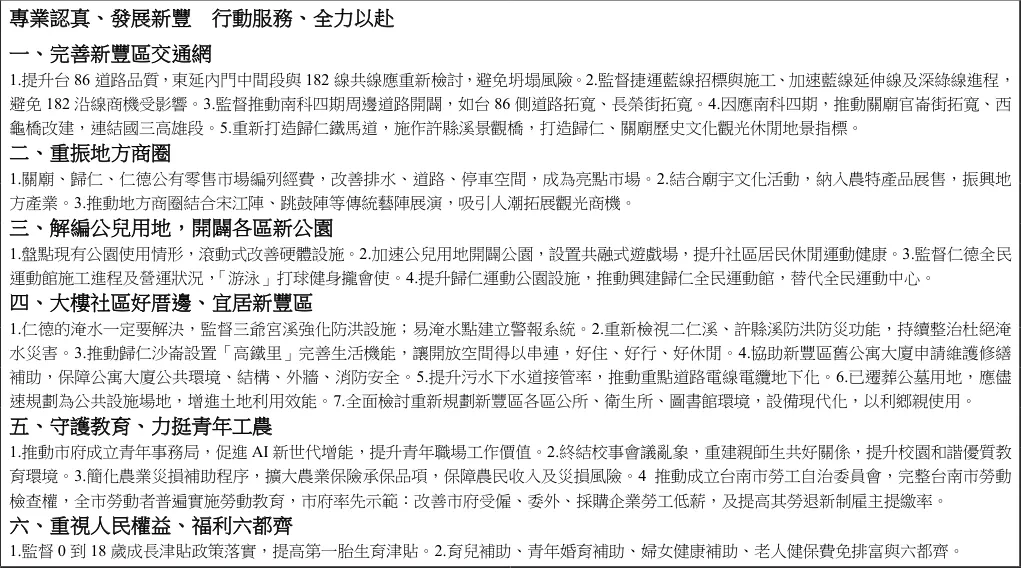 專業認真、發展新豐　行動服務、全力以赴
一、完善新豐區交通網
1.提升台 86 道路品質，東延內門中間段與 182 線共線應重新檢討，避免坍塌風險。2.監督捷運藍線招標與施工、加速藍線延伸線及深綠線進程，
避免 182 沿線商機受影響。3.監督推動南科四期周邊道路開闢，如台 86 側道路拓寬、長榮街拓寬。4.因應南科四期，推動關廟官崙街拓寬、西
龜橋改建，連結國三高雄段。5.重新打造歸仁鐵馬道，施作許縣溪景觀橋，打造歸仁、關廟歷史文化觀光休閒地景指標。
二、重振地方商圈
1.關廟、歸仁、仁德公有零售市場編列經費，改善排水、道路、停車空間，成為亮點市場。2.結合廟宇文化活動，納入農特產品展售，振興地
方產業。3.推動地方商圈結合宋江陣、跳鼓陣等傳統藝陣展演，吸引人潮拓展觀光商機。
三、解編公兒用地，開闢各區新公園
1.盤點現有公園使用情形，滾動式改善硬體設施。2.加速公兒用地開闢公園，設置共融式遊戲場，提升社區居民休閒運動健康。3.監督仁德全民
運動館施工進程及營運狀況，「游泳」打球健身攏會使。4.提升歸仁運動公園設施，推動興建歸仁全民運動館，替代全民運動中心。
四、大樓社區好厝邊、宜居新豐區
1.仁德的淹水一定要解決，監督三爺宮溪強化防洪設施；易淹水點建立警報系統。2.重新檢視二仁溪、許縣溪防洪防災功能，持續整治杜絕淹
水災害。3.推動歸仁沙崙設置「高鐵里」完善生活機能，讓開放空間得以串連，好住、好行、好休閒。4.協助新豐區舊公寓大廈申請維護修繕
補助，保障公寓大廈公共環境、結構、外牆、消防安全。5.提升污水下水道接管率，推動重點道路電線電纜地下化。6.已遷葬公墓用地，應儘
速規劃為公共設施場地，增進土地利用效能。7.全面檢討重新規劃新豐區各區公所、衛生所、圖書館環境，設備現代化，以利鄉親使用。
五、守護教育、力挺青年工農
1.推動市府成立青年事務局，促進 AI 新世代增能，提升青年職場工作價值。2.終結校事會議亂象，重建親師生共好關係，提升校園和諧優質教
育環境。3.簡化農業災損補助程序，擴大農業保險承保品項，保障農民收入及災損風險。4 推動成立台南市勞工自治委員會，完整台南市勞動
檢查權，全市勞動者普遍實施勞動教育，市府率先示範：改善市府受僱、委外、採購企業勞工低薪，及提高其勞退新制雇主提繳率。
六、重視人民權益、福利六都齊
1.監督 0 到 18 歲成長津貼政策落實，提高第一胎生育津貼。2.育兒補助、青年婚育補助、婦女健康補助、老人健保費免排富與六都齊。